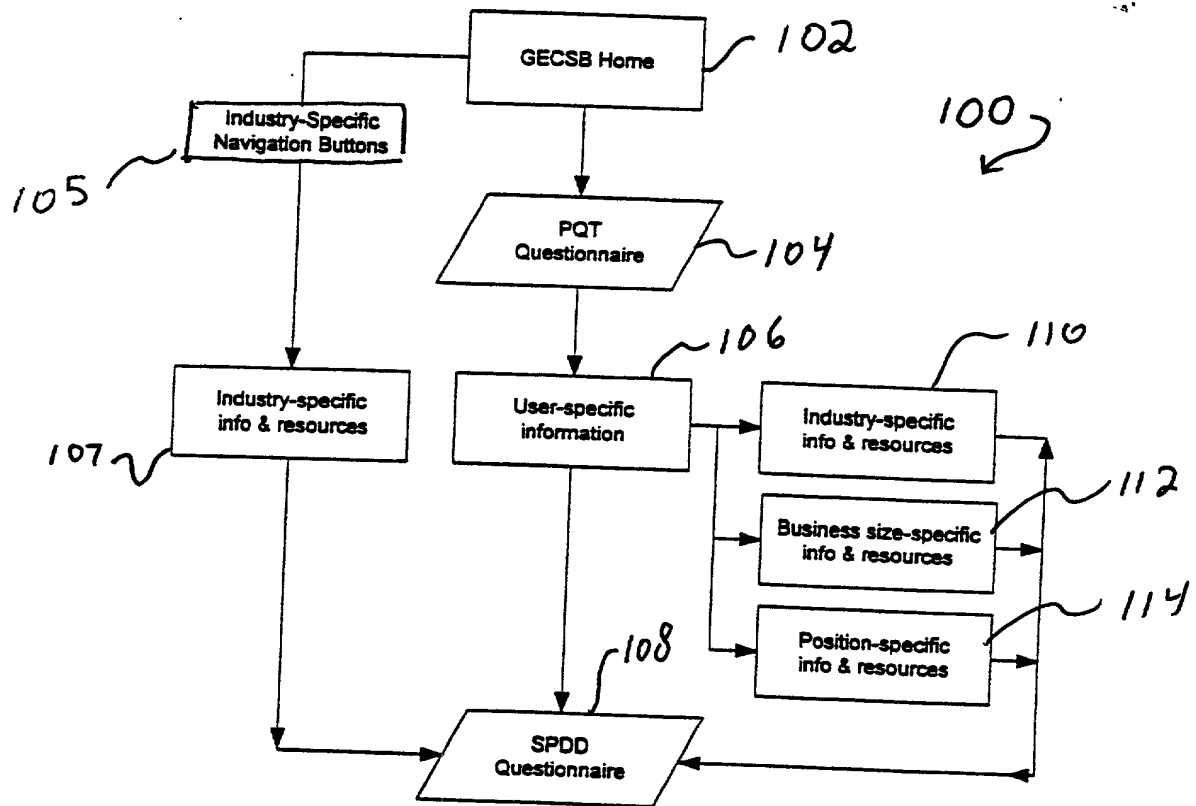 GECSB Home
102
100
Industry-Specific
Navigation Buttons
105
PQT
Questionnaire
104
106
110
Industry-specific
info & resources
107
User-specific
information
Industry-specific
info & resources
112
Business size-specific
info & resources
114
Position-specific
info & resources
108
SPDD
Questionnaire